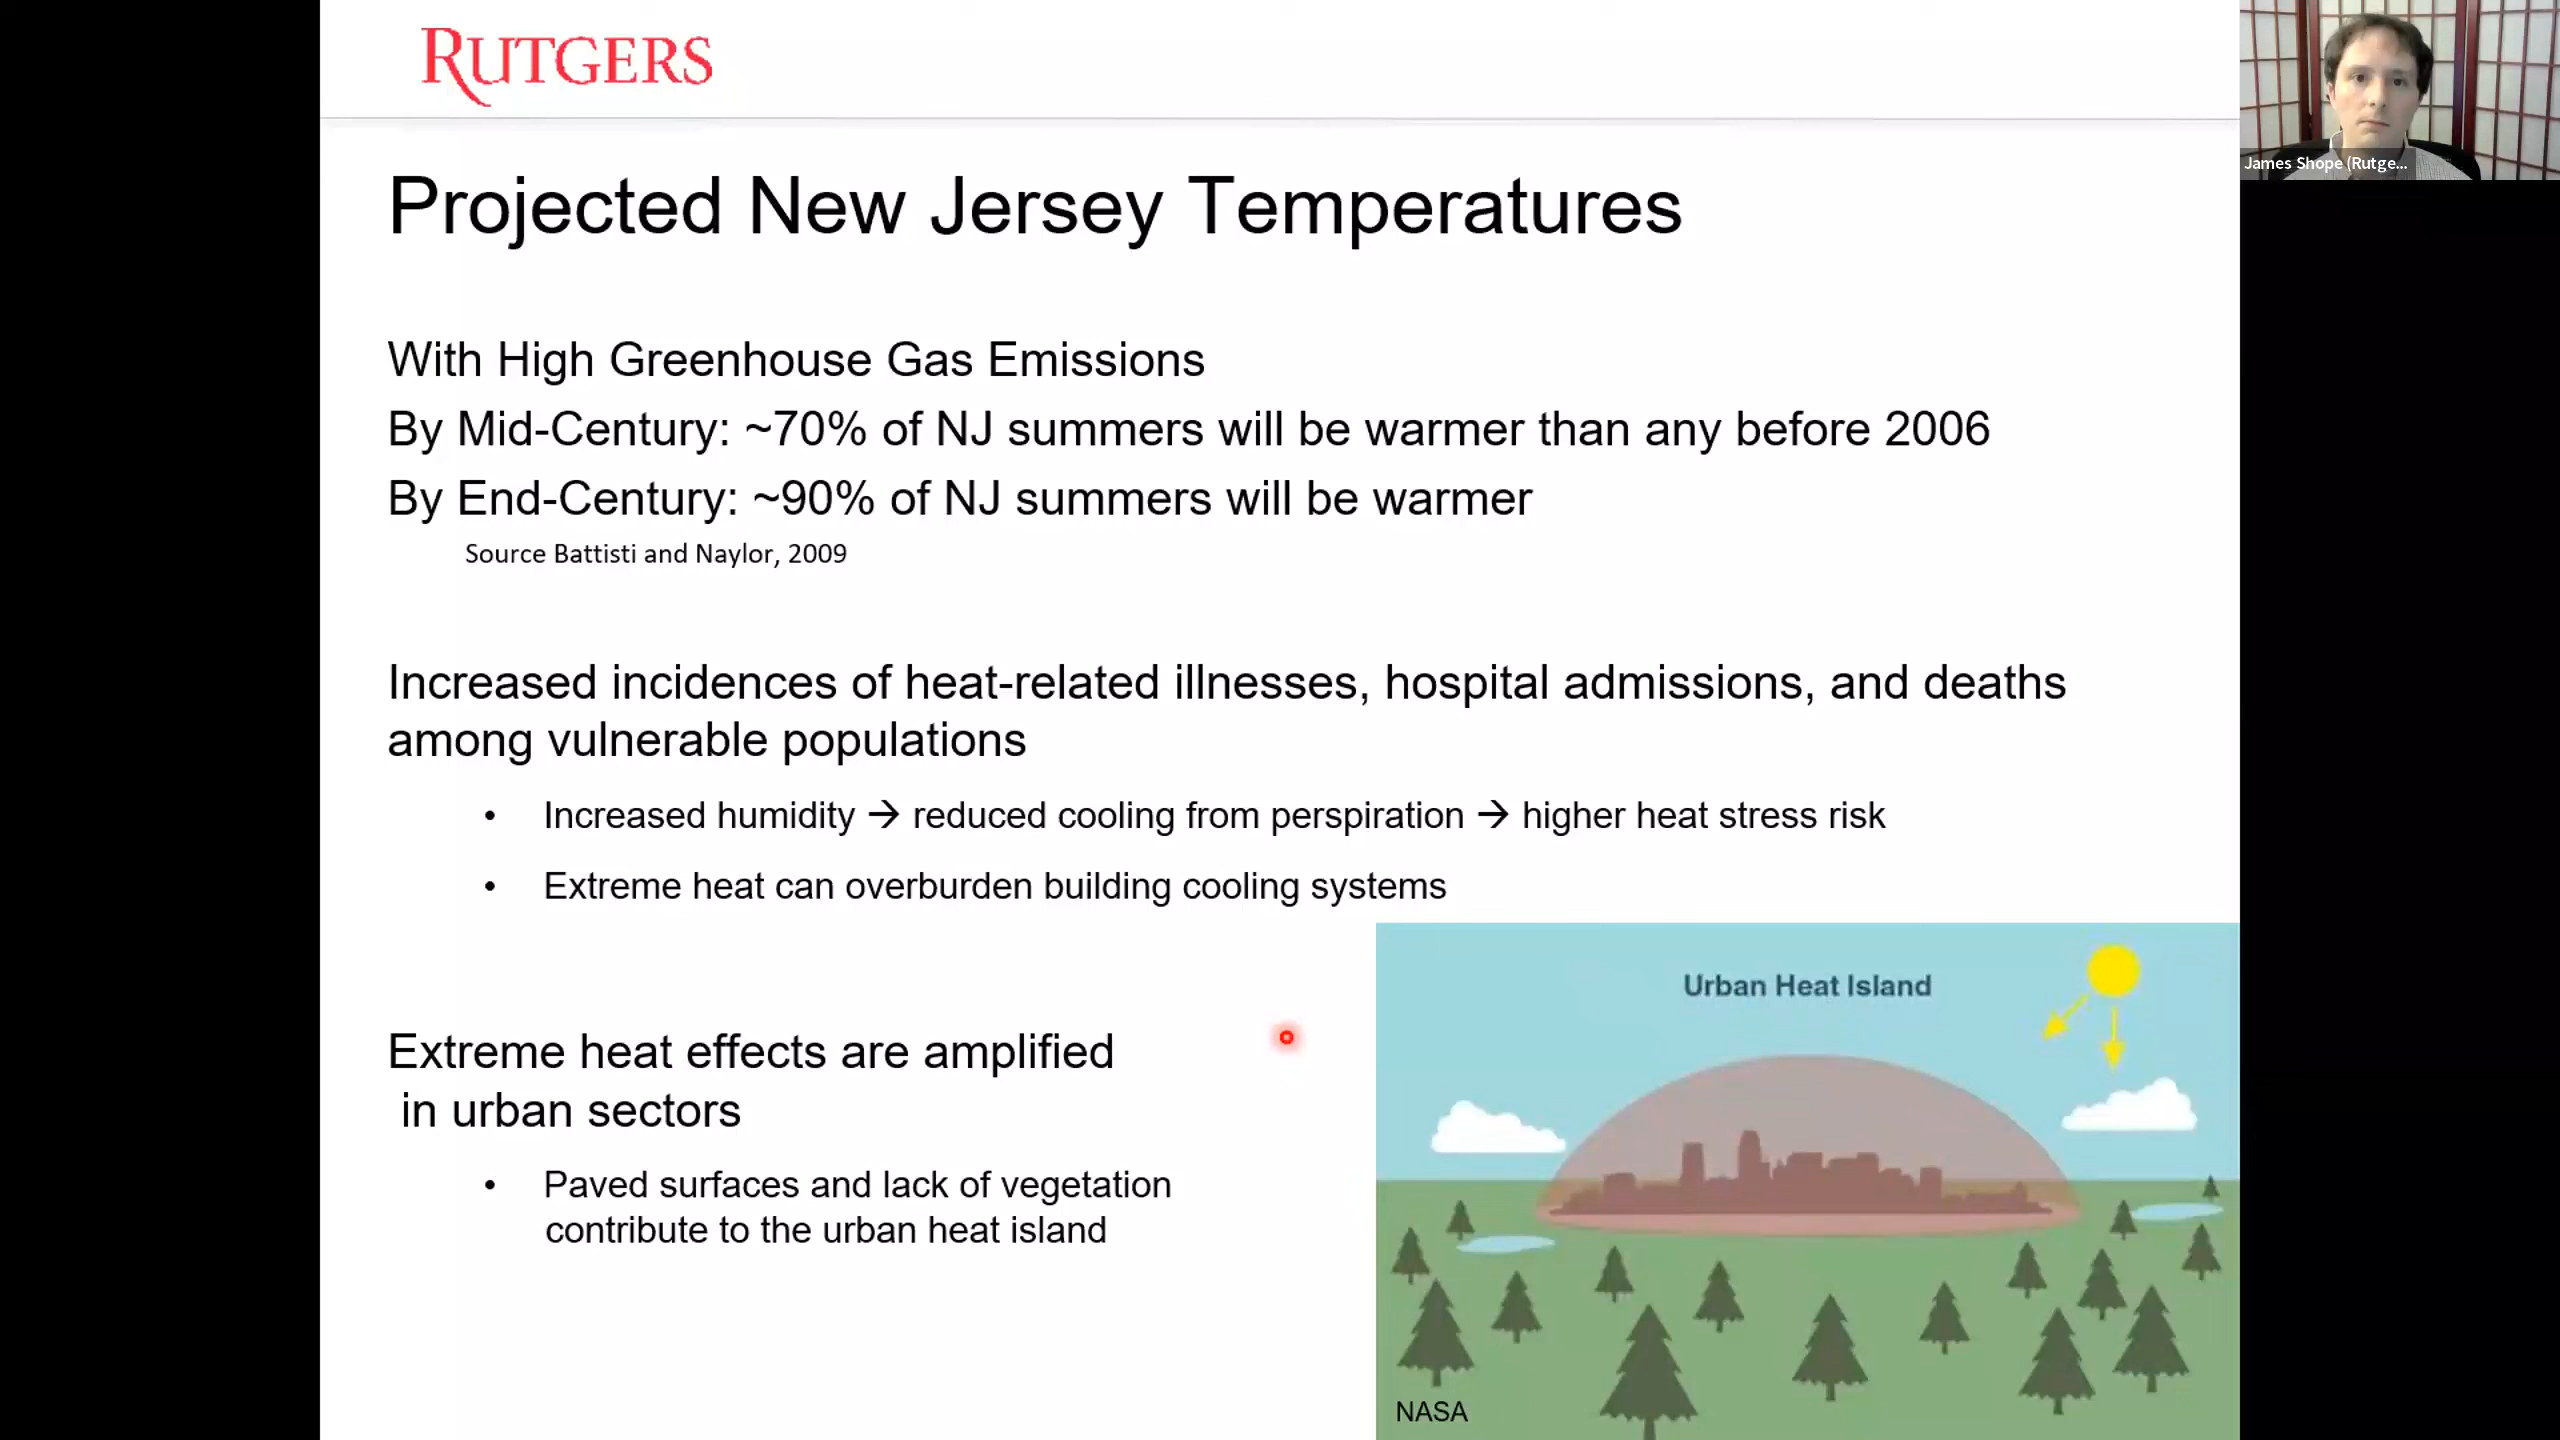 RUTGERS
James Shope (Rutge...
Projected New Jersey Temperatures
With High Greenhouse Gas Emissions
By Mid-Century: ~70% of NJ summers will be warmer than any before 2006
By End-Century: ~90% of NJ summers will be warmer
Source Battisti and Naylor, 2009
Increased incidences of heat-related illnesses, hospital admissions, and deaths
among vulnerable populations
• Increased humidity → reduced cooling from perspiration → higher heat stress risk
• Extreme heat can overburden building cooling systems
Extreme heat effects are amplified
in urban sectors
• Paved surfaces and lack of vegetation
contribute to the urban heat island
Urban Heat Island
NASA